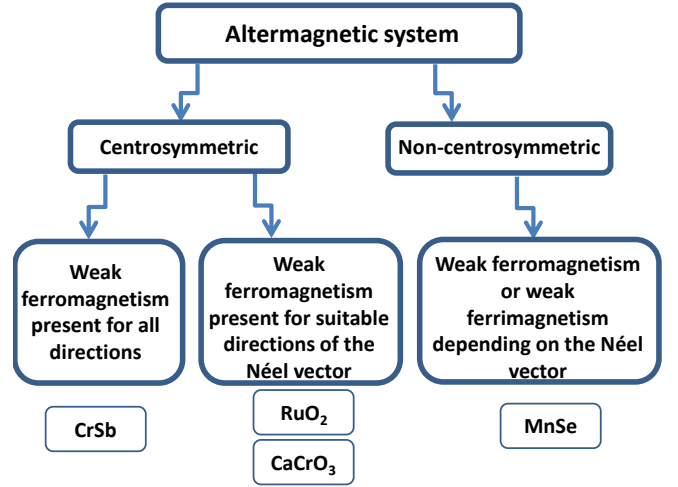 Altermagnetic system
Centrosymmetric
Non-centrosymmetric
Weak
ferromagnetism
present for all
directions
Weak
ferromagnetism
present for suitable
directions of the
Néel vector
Weak ferromagnetism
or weak
ferrimagnetism
depending on the Néel
vector
CrSb
RuO₂
CaCrO₃
MnSe